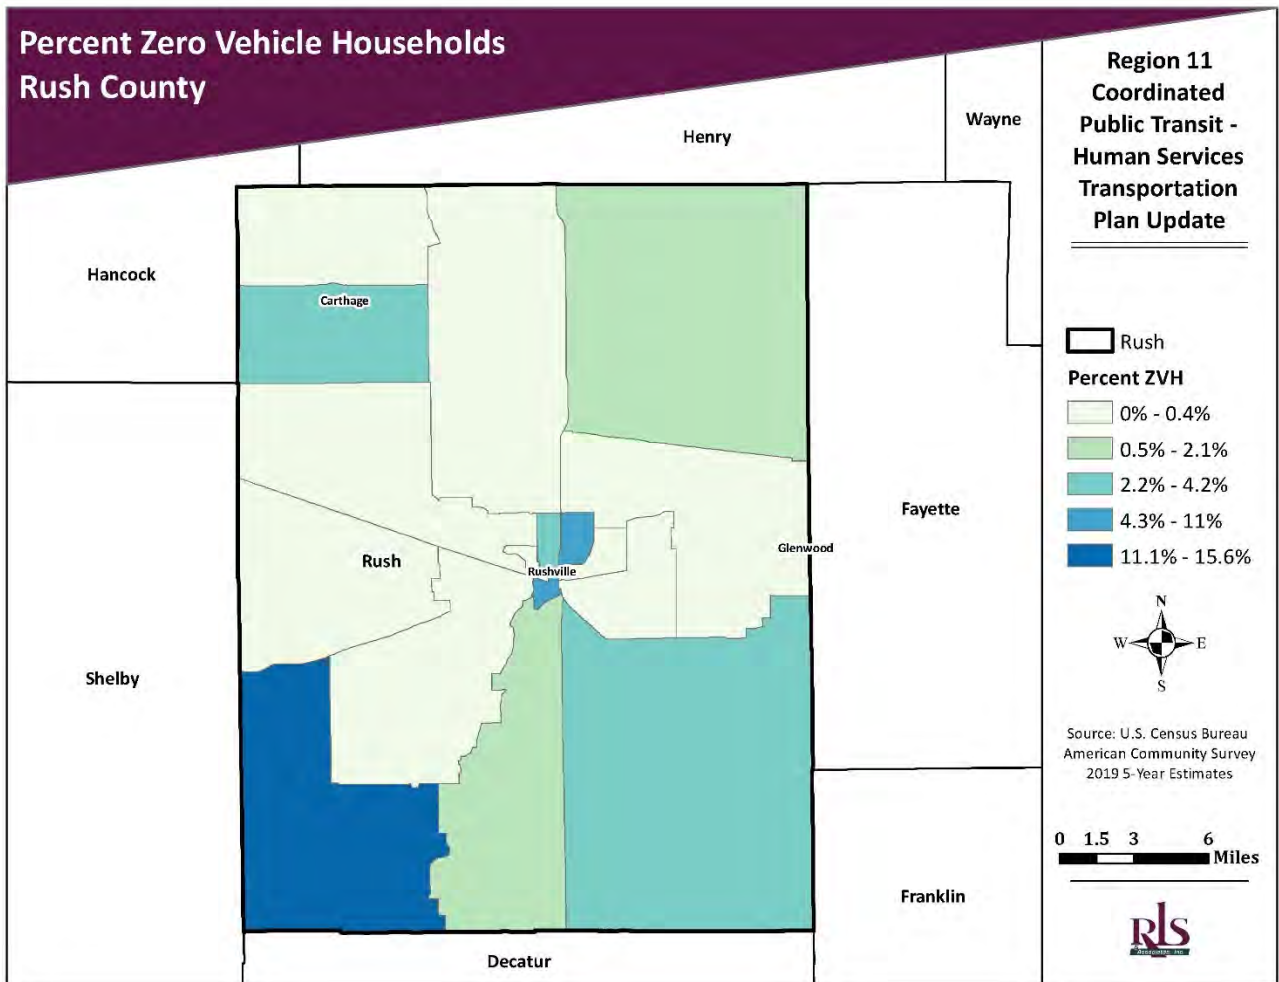 Percent Zero Vehicle Households
Rush County
Region 11
Coordinated
Public Transit -
Human Services
Transportation
Plan Update
Wayne
Henry
Hancock
Carthage
Rush
Percent ZVH
0% - 0.4%
0.5% - 2.1%
2.2% - 4.2%
4.3% - 11%
11.1% - 15.6%
Fayette
Glenwood
Rush
Rushville
N
W
E
S
Shelby
Source: U.S. Census Bureau
American Community Survey
2019 5-Year Estimates
0 1.5 3 6
Miles
Franklin
RLS
& Associates, Inc.
Decatur